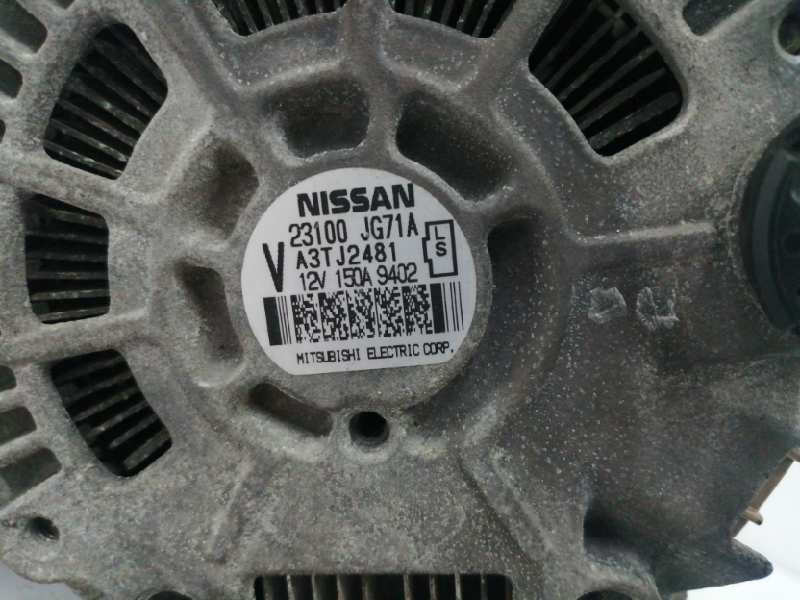 NISSAN
23100 JG71A
V A3TJ2481
L
S
12V 150A 9402
MITSUBISHI ELECTRIC CORP.